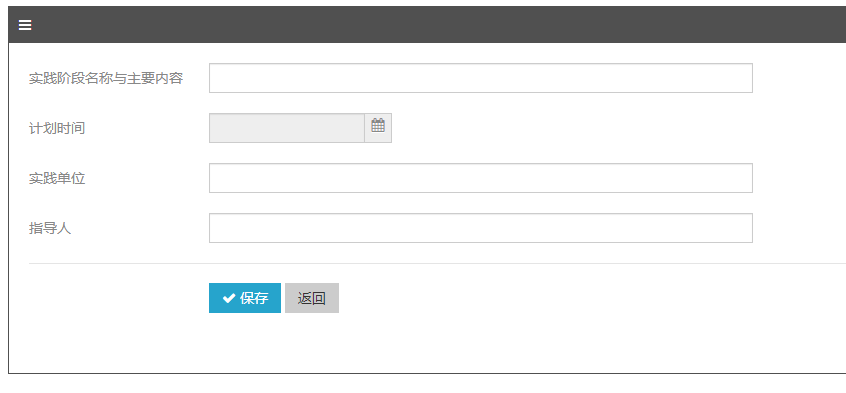 实践阶段名称与主要内容
计划时间
实践单位
指导人
保存 返回